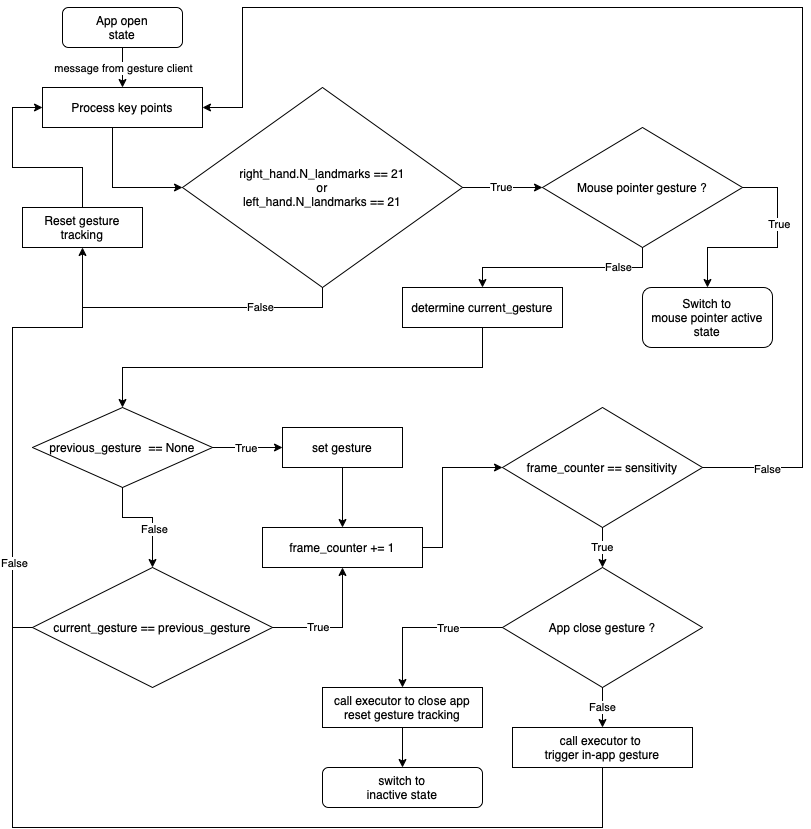 App open
state
message from gesture client
Process key points
right_hand.N_landmarks == 21
or
left_hand.N_landmarks == 21
True
Mouse pointer gesture ?
True
Reset gesture
tracking
False
False
determine current_gesture
Switch to
mouse pointer active
state
previous_gesture == None
True
set gesture
frame_counter == sensitivity
False
False
frame_counter += 1
True
False
current_gesture == previous_gesture
True
True
App close gesture ?
call executor to close app
reset gesture tracking
False
call executor to
trigger in-app gesture
switch to
inactive state